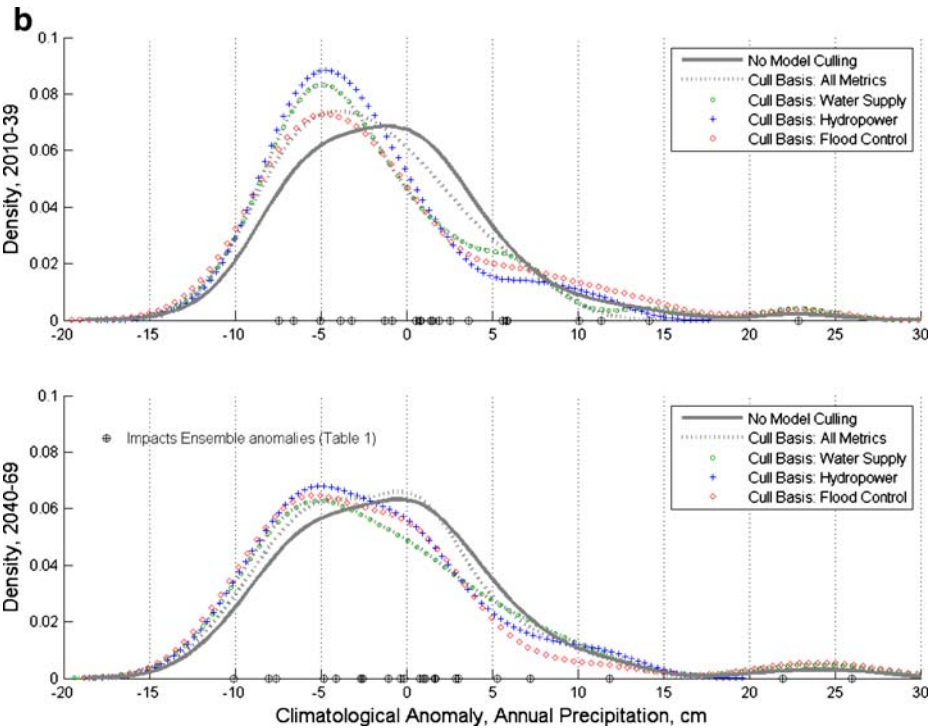 b
0.1
0.08
0.06
0.04
0.02
0
Density, 2010-39
No Model Culling
Cull Basis: All Metrics
Cull Basis: Water Supply
Cull Basis: Hydropower
Cull Basis: Flood Control
-20 -15 -10 -5 0 5 10 15 20 25 30
0.1
0.08
0.06
0.04
0.02
0
Density, 2040-69
Impacts Ensemble anomalies (Table 1)
No Model Culling
Cull Basis: All Metrics
Cull Basis: Water Supply
Cull Basis: Hydropower
Cull Basis: Flood Control
-20 -15 -10 -5 0 5 10 15 20 25 30
Climatological Anomaly, Annual Precipitation, cm